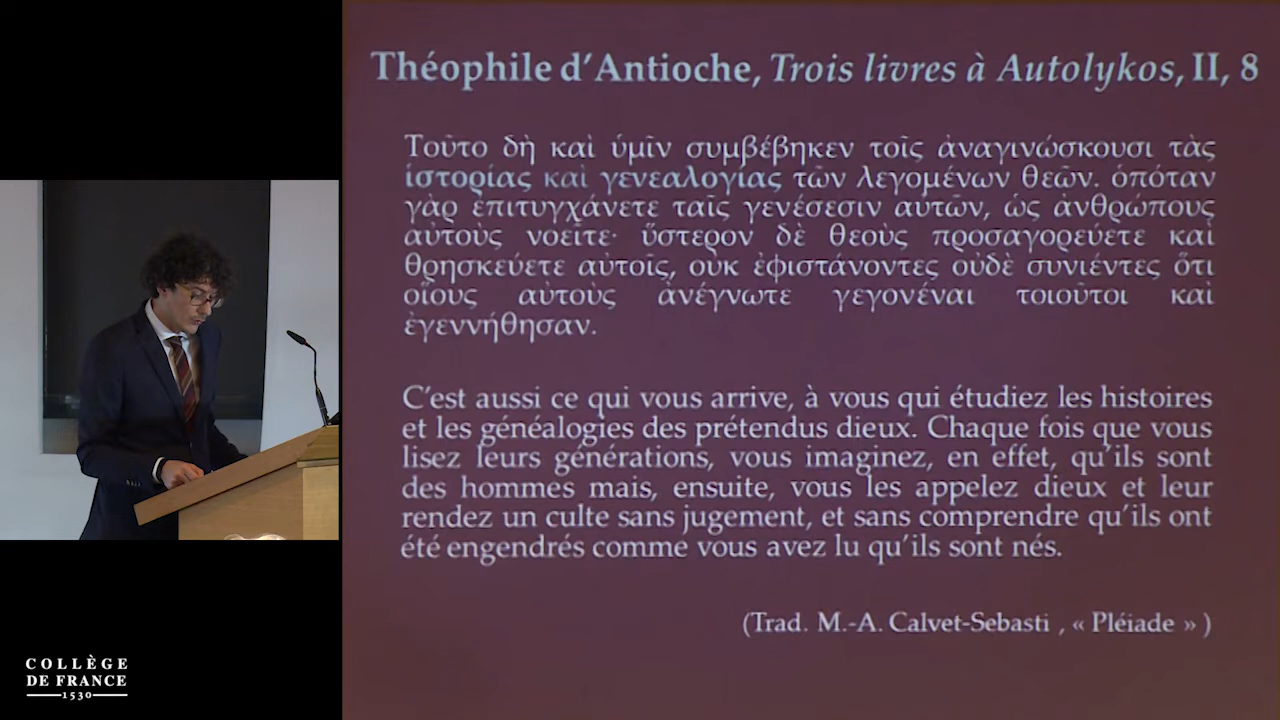 Théophile d'Antioche, Trois livres à Autolykos, II, 8
Τοῦτο δὴ καὶ ὑμῖν συμβέβηκεν τοῖς ἀναγινώσκουσι τὰς
ἱστορίας καὶ γενεαλογίας τῶν λεγομένων θεῶν. ὁπόταν
γὰρ ἐπιτυγχάνετε ταῖς γενέσεσιν αὐτῶν, ὡς ἀνθρώπους
αὐτοὺς νοεῖτε· ὕστερον δὲ θεοὺς προσαγορεύετε καὶ
θρησκεύετε αὐτοῖς, οὐκ ἐφιστάνοντες οὐδὲ συνιέντες ὅτι
οἵους αὐτοὺς ἀνέγνωτε γεγονέναι τοιοῦτοι καὶ
ἐγεννήθησαν.
C'est aussi ce qui vous arrive, à vous qui étudiez les histoires
et les généalogies des prétendus dieux. Chaque fois que vous
lisez leurs générations, vous imaginez, en effet, qu'ils sont
des hommes mais, ensuite, vous les appelez dieux et leur
rendez un culte sans jugement, et sans comprendre qu'ils ont
été engendrés comme vous avez lu qu'ils sont nés.
(Trad. M.-A. Calvet-Sebasti , « Pléiade » )
COLLÈGE
DE FRANCE
1530